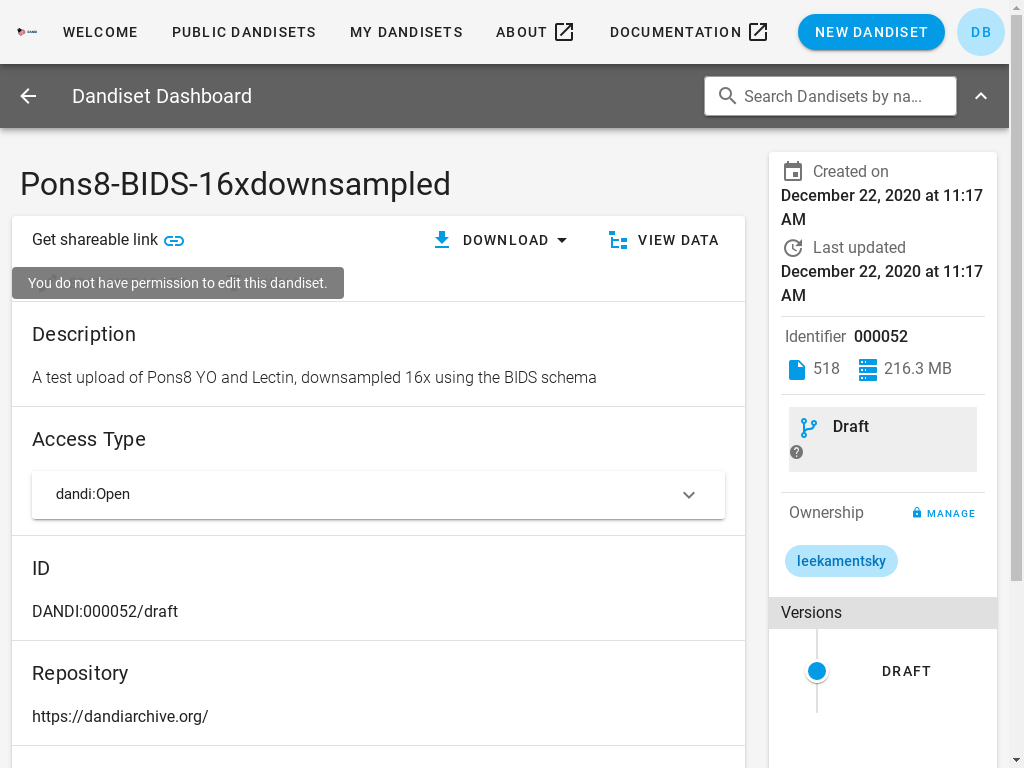 WELCOME
PUBLIC DANDISETS
MY DANDISETS
ABOUT
DOCUMENTATION
NEW DANDISET
DB
Dandiset Dashboard
Search Dandisets by na...
Pons8-BIDS-16xdownsampled
Get shareable link
DOWNLOAD
VIEW DATA
You do not have permission to edit this dandiset.
Description
A test upload of Pons8 YO and Lectin, downsampled 16x using the BIDS schema
Access Type
dandi:Open
ID
DANDI:000052/draft
Repository
https://dandiarchive.org/
Created on
December 22, 2020 at 11:17
AM
Last updated
December 22, 2020 at 11:17
AM
Identifier 000052
518
216.3 MB
Draft
Ownership
MANAGE
leekamentsky
Versions
DRAFT